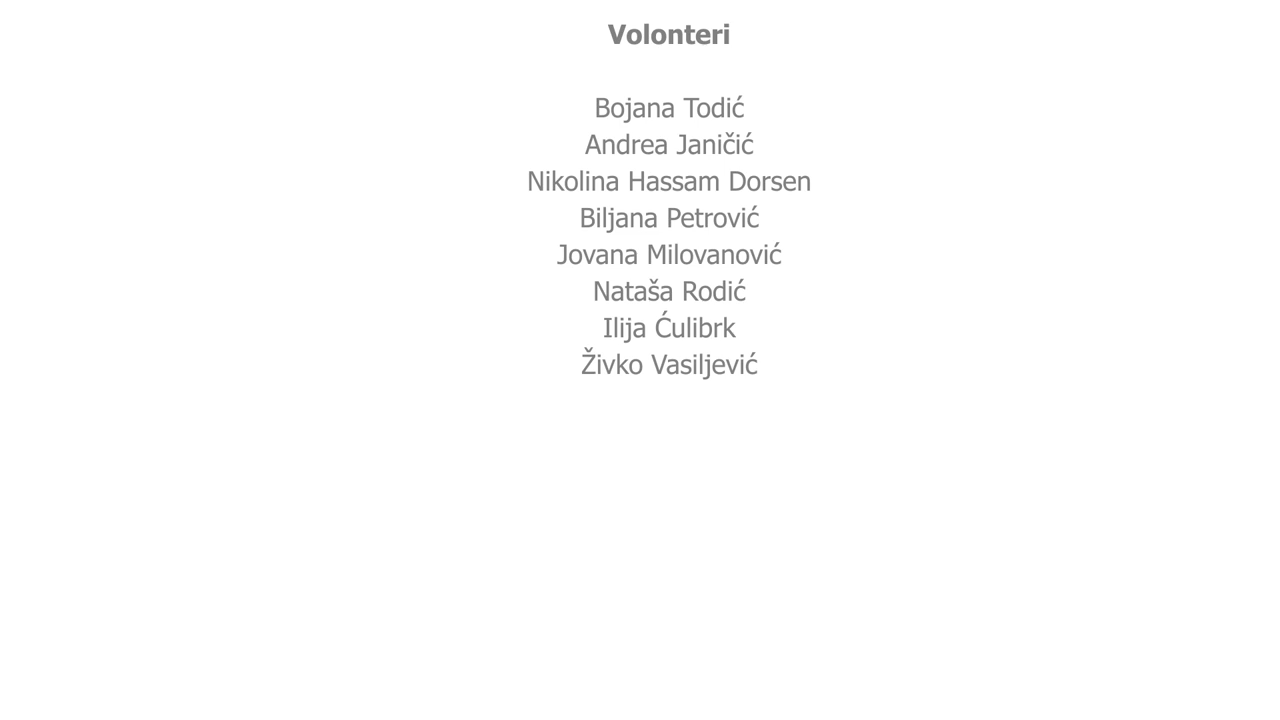 Volonteri
Bojana Todić
Andrea Janičić
Nikolina Hassam Dorsen
Biljana Petrović
Jovana Milovanović
Nataša Rodić
Ilija Ćulibrk
Živko Vasiljević